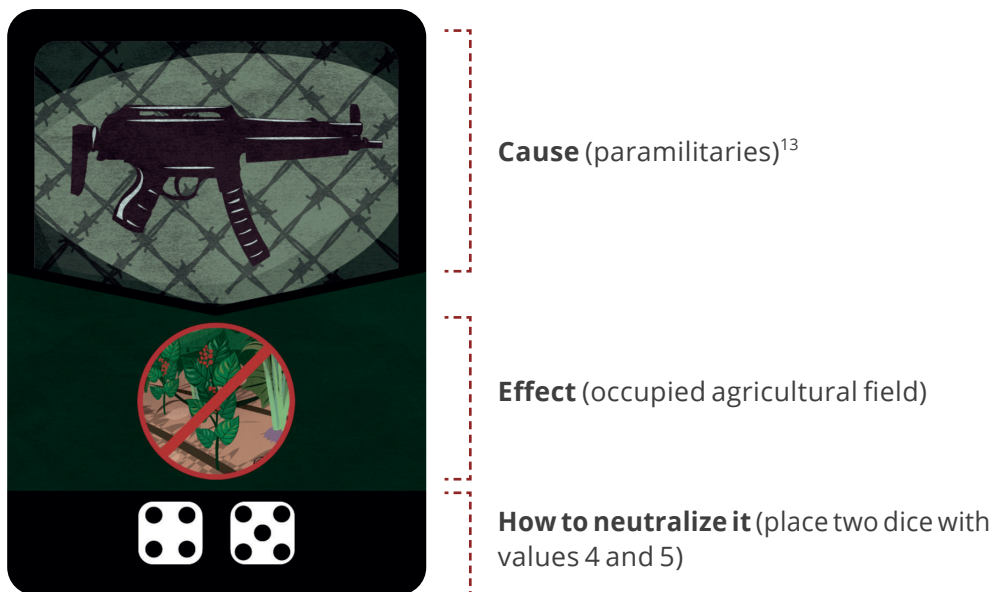 Cause (paramilitaries)13
Effect (occupied agricultural field)
How to neutralize it (place two dice with
values 4 and 5)